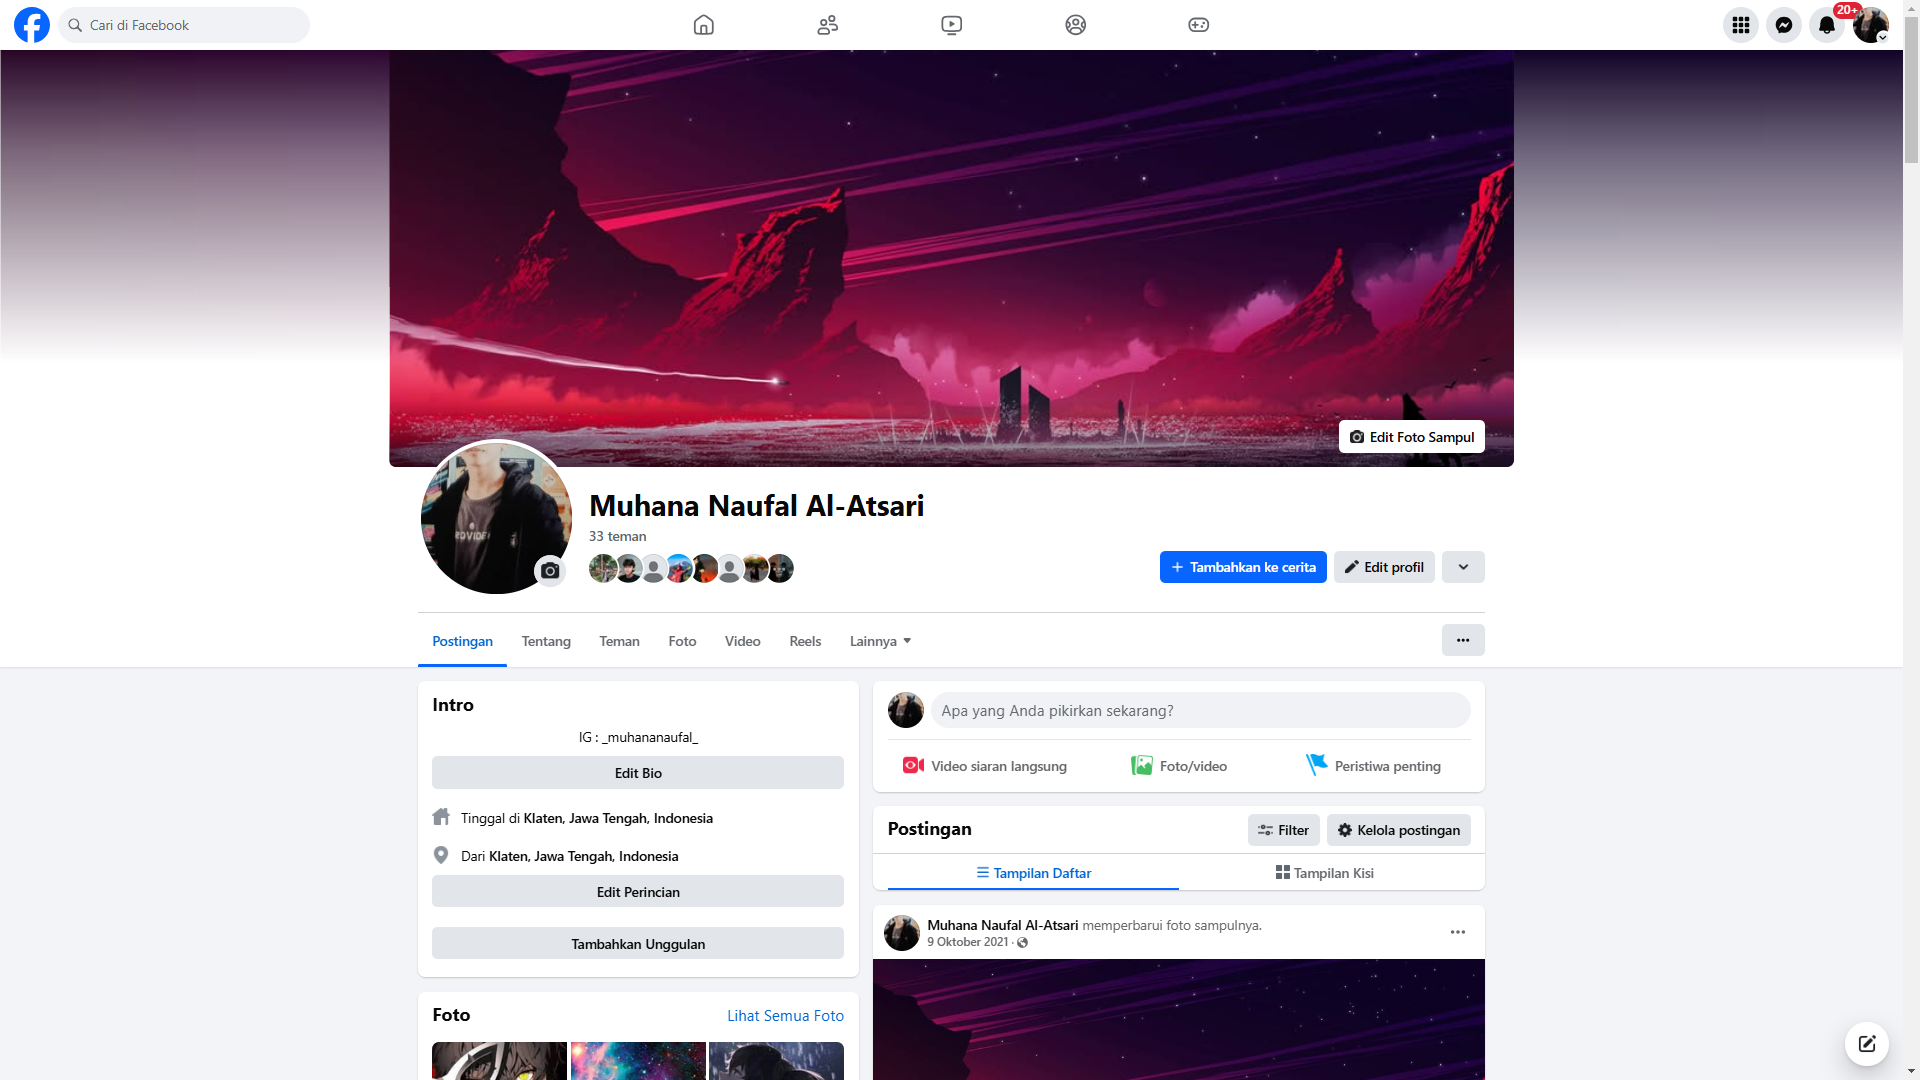 Cari di Facebook
20+
Edit Foto Sampul
Muhana Naufal Al-Atsari
33 teman
Tambahkan ke cerita
Edit profil
Postingan
Tentang
Teman
Foto
Video
Reels
Lainnya
Intro
IG : _muhananaufal_
Edit Bio
Tinggal di Klaten, Jawa Tengah, Indonesia
Dari Klaten, Jawa Tengah, Indonesia
Edit Perincian
Tambahkan Unggulan
Foto
Lihat Semua Foto
Apa yang Anda pikirkan sekarang?
Video siaran langsung
Foto/video
Peristiwa penting
Postingan
Filter
Kelola postingan
Tampilan Daftar
Tampilan Kisi
Muhana Naufal Al-Atsari memperbarui foto sampulnya.
9 Oktober 2021 ·